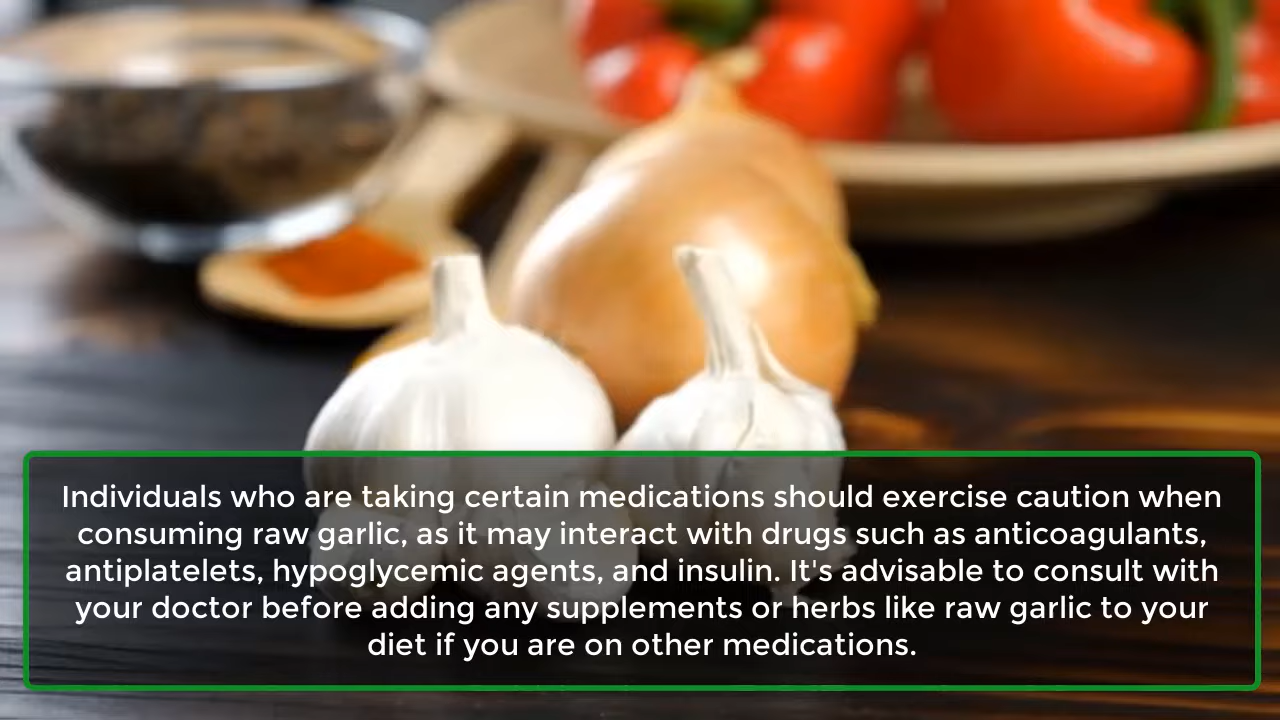 Individuals who are taking certain medications should exercise caution when
consuming raw garlic, as it may interact with drugs such as anticoagulants,
antiplatelets, hypoglycemic agents, and insulin. It's advisable to consult with
your doctor before adding any supplements or herbs like raw garlic to your
diet if you are on other medications.